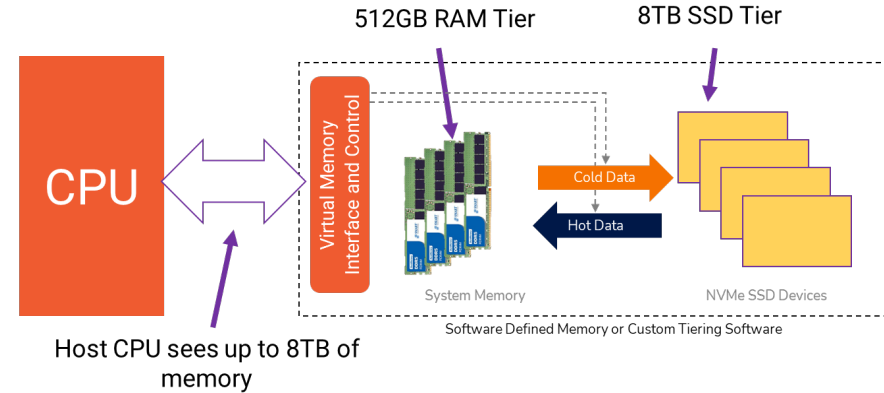 512GB RAM Tier
8TB SSD Tier
CPU
Virtual Memory
Interface and Control
Cold Data
Hot Data
System Memory
NVMe SSD Devices
Software Defined Memory or Custom Tiering Software
Host CPU sees up to 8TB of
memory